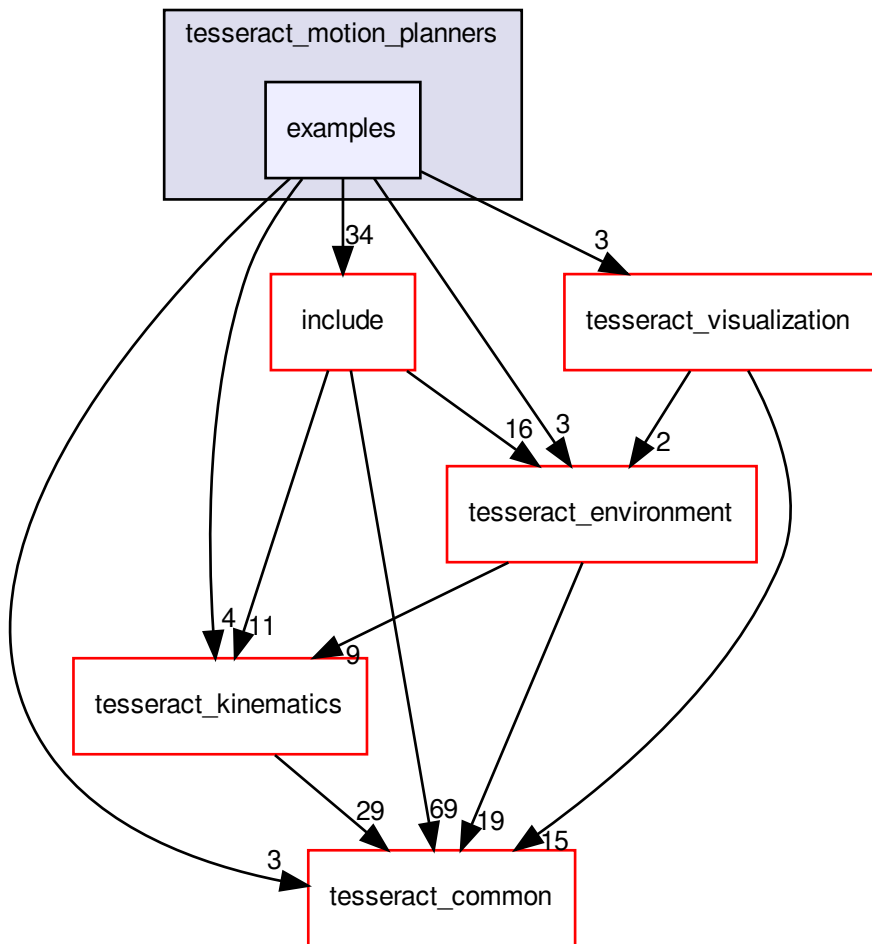 tesseract_motion_planners
examples
34
3
include
tesseract_visualization
16
3
2
tesseract_environment
4
11
9
tesseract_kinematics
29
69
19
15
3
tesseract_common